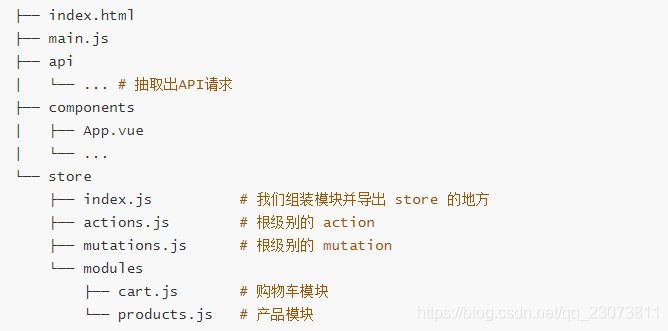 ├── index.html
├── main.js
├── api
│   └── ... # 抽取出API请求
├── components
│   ├── App.vue
│   └── ...
└── store
    ├── index.js          # 我们组装模块并导出 store 的地方
    ├── actions.js        # 根级别的 action
    ├── mutations.js      # 根级别的 mutation
    └── modules
        ├── cart.js       # 购物车模块
        └── products.js   # 产品模块
https://blog.csdn.net/qq_23073811